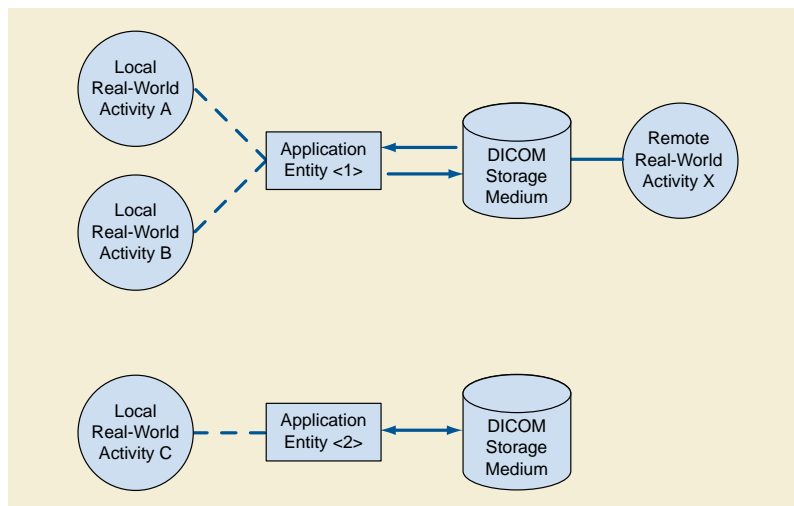 Local
Real-World
Activity A
Local
Real-World
Activity B
Application
Entity <1>
DICOM
Storage
Medium
Remote
Real-World
Activity X
Local
Real-World
Activity C
Application
Entity <2>
DICOM
Storage
Medium